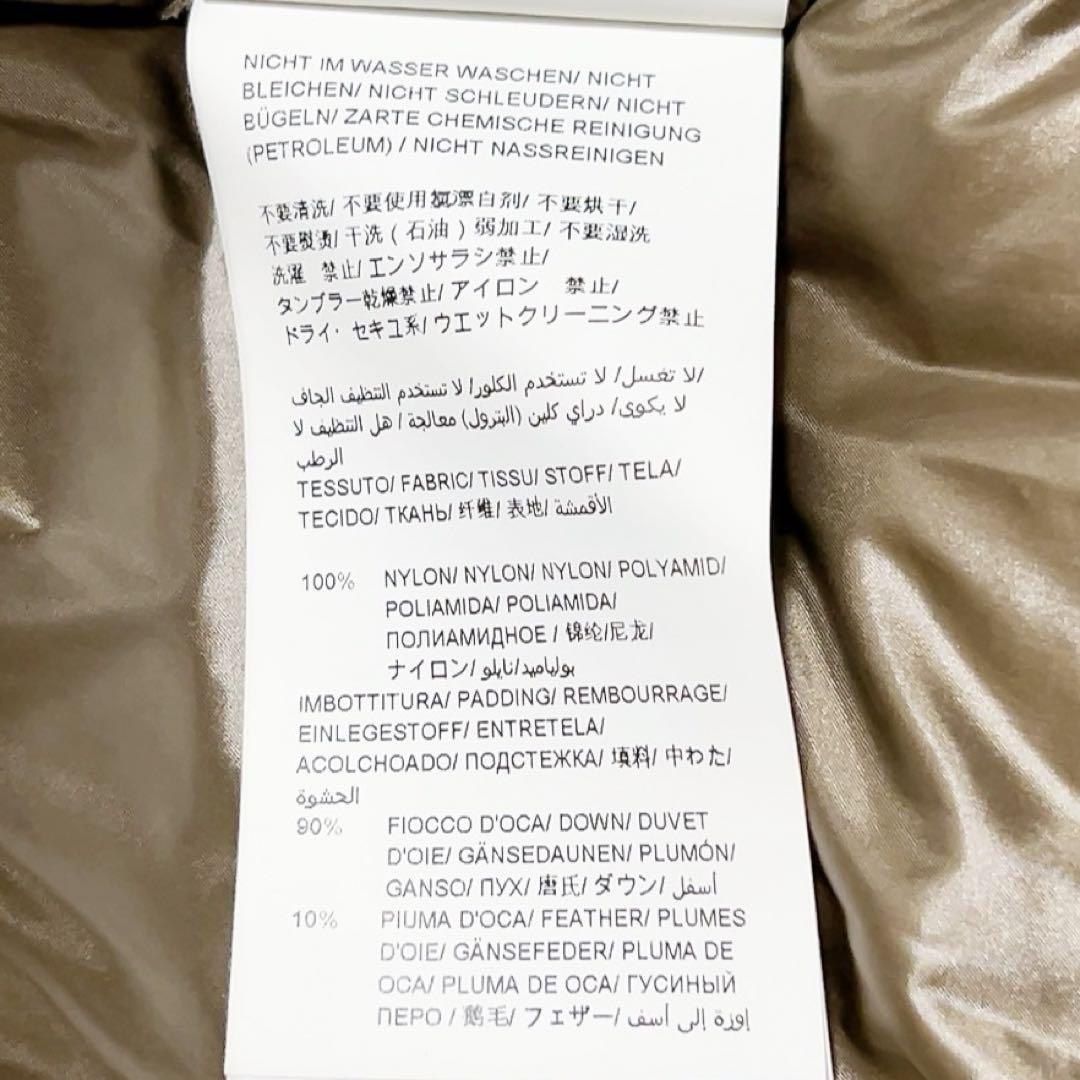 NICHT IM WASSER WASCHEN/ NICHT
BLEICHEN/ NICHT SCHLEUDERN/ NICHT
BÜGELN/ ZARTE CHEMISCHE REINIGUNG
(PETROLEUM) / NICHT NASSREINIGEN
不要清洗/ 不要使用氯漂白剂/ 不要烘干/
不要熨烫/ 干洗 ( 石油 ) 弱加工/ 不要湿洗
洗濯 禁止/ エンソサラシ禁止/
タンブラー乾燥禁止/ アイロン 禁止/
ドライ・セキユ系/ ウエットクリーニング禁止
لا تغسل/ لا تستخدم الكلور/ لا تستخدم التنظيف الجاف/
لا يكوى/ دراي كلين (البترول) معالجة / هل التنظيف لا
الرطب
TESSUTO/ FABRIC/ TISSU/ STOFF/ TELA/
TECIDO/ ТКАНЬ/ 纤维/ 表地/ الأقمشة
100% NYLON/ NYLON/ NYLON/ POLYAMID/
POLIAMIDA/ POLIAMIDA/
ПОЛИАМИДНОЕ / 锦纶/尼龙/
ナイロン/ بولياميد/نايلو
IMBOTTITURA/ PADDING/ REMBOURRAGE/
EINLEGESTOFF/ ENTRETELA/
ACOLCHOADO/ ПОДСТЕЖКА/ 填料/ 中わた/
الحشوة
90% FIOCCO D'OCA/ DOWN/ DUVET
D'OIE/ GÄNSEDAUNEN/ PLUMÓN/
GANSO/ ПУХ/ 唐氏/ ダウン/ أسفل
10% PIUMA D'OCA/ FEATHER/ PLUMES
D'OIE/ GÄNSEFEDER/ PLUMA DE
OCA/ PLUMA DE OCA/ ГУСИНЫЙ
ПЕРО / 鹅毛/ フェザー/ إوزة إلى أسف